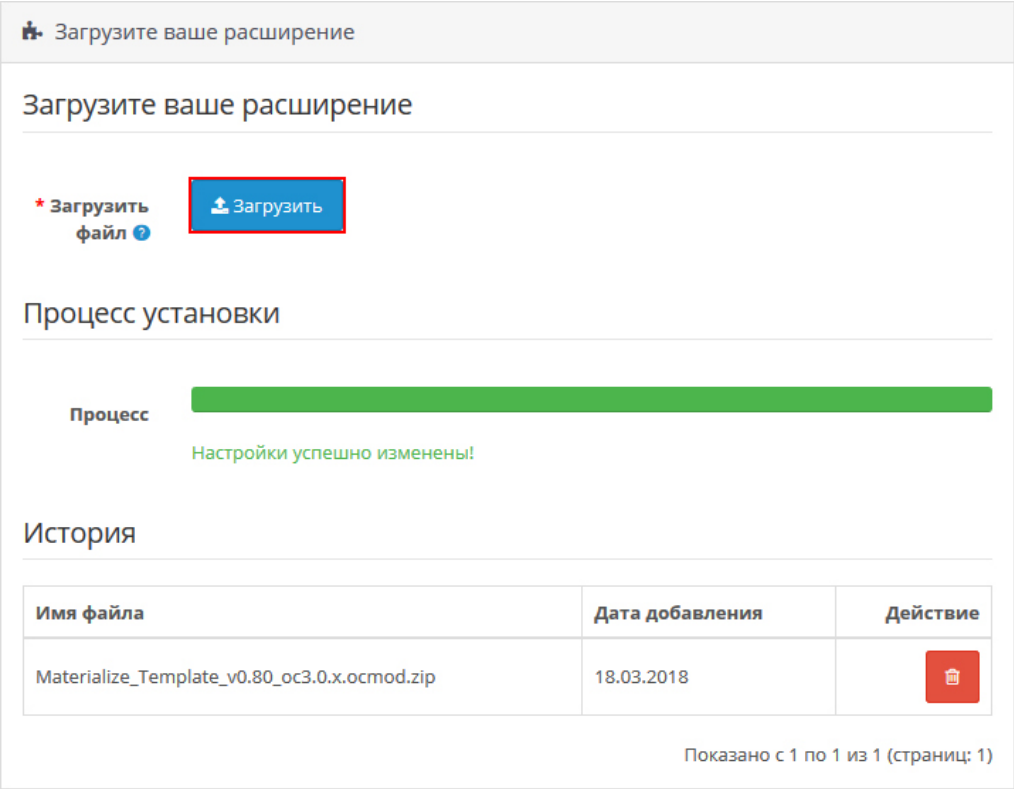 Загрузите ваше расширение
Загрузите ваше расширение
* Загрузить
файл ?
Загрузить
Процесс установки
Процесс
Настройки успешно изменены!
История
Имя файла Дата добавления Действие
Materialize_Template_v0.80_oc3.0.x.ocmod.zip 18.03.2018
Показано с 1 по 1 из 1 (страниц: 1)